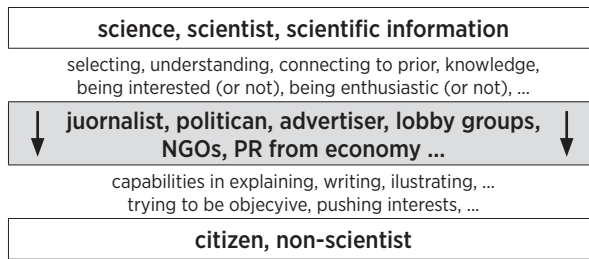 science, scientist, scientific information
selecting, understanding, connecting to prior, knowledge,
being interested (or not), being enthusiastic (or not), ...
juornalist, politican, advertiser, lobby groups,
NGOs, PR from economy ...
capabilities in explaining, writing, ilustrating, ...
trying to be objecyive, pushing interests, ...
citizen, non-scientist